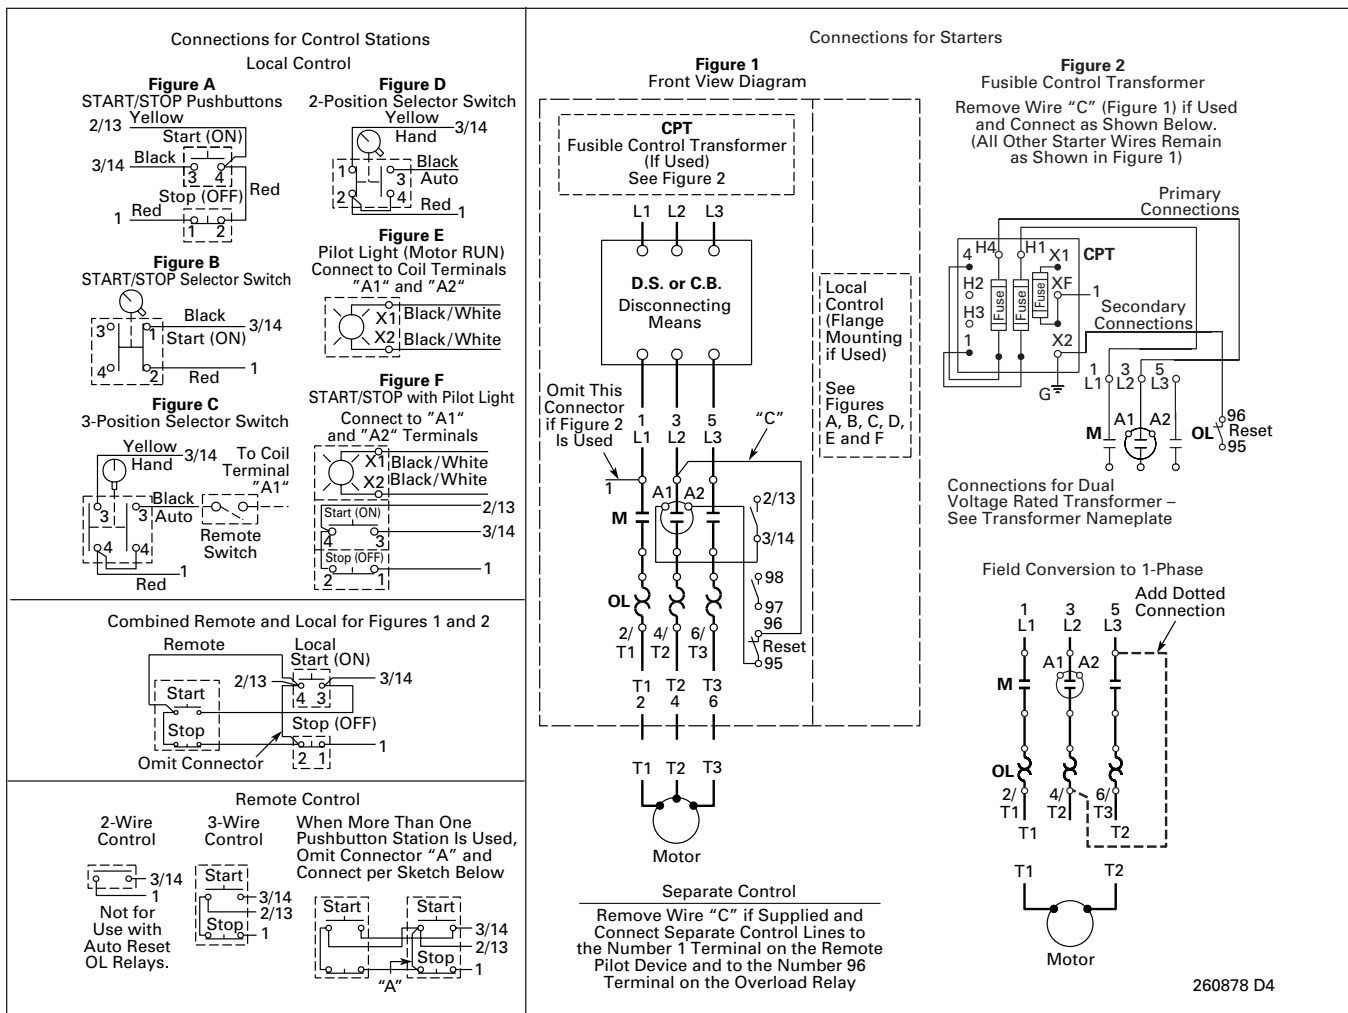 Connections for Control Stations
Local Control
Figure A
START/STOP Pushbuttons
2/13 Yellow
Start (ON)
3/14 Black
3 4
Red
Stop (OFF)
1 Red
1 2
Figure B
START/STOP Selector Switch
3 1
Black 3/14
Start (ON)
4 2
Red 1
Figure C
3-Position Selector Switch
Yellow 3/14
Hand
To Coil
Terminal
"A1"
3 3
Black
Auto
Remote
Switch
4 4
Red 1
Figure D
2-Position Selector Switch
Yellow 3/14
Hand
1 3
Black
Auto
2 4
Red 1
Figure E
Pilot Light (Motor RUN)
Connect to Coil Terminals
"A1" and "A2"
X1 Black/White
X2 Black/White
Figure F
START/STOP with Pilot Light
Connect to "A1"
and "A2" Terminals
X1 Black/White
X2 Black/White
2/13
Start (ON)
4 3 3/14
Stop (OFF)
2 1 1
Combined Remote and Local for Figures 1 and 2
Remote Local
Start (ON)
2/13 3/14
4 3
Start
Stop
Stop (OFF)
2 1 1
Omit Connector
Remote Control
2-Wire
Control
3/14
1
Not for
Use with
Auto Reset
OL Relays.
3-Wire
Control
Start
3/14
2/13
Stop 1
When More Than One
Pushbutton Station Is Used,
Omit Connector "A" and
Connect per Sketch Below
Start Start
3/14
2/13
Stop 1
"A"
Connections for Starters
Figure 1
Front View Diagram
CPT
Fusible Control Transformer
(If Used)
See Figure 2
L1 L2 L3
D.S. or C.B.
Disconnecting
Means
Local
Control
(Flange
Mounting
if Used)
See
Figures
A, B, C, D,
E and F
Omit This
Connector
if Figure 2
Is Used
1
1 3 5
L1 L2 L3
"C"
A1 A2
M
2/13
3/14
98
97
OL
96
Reset
95
2/ 4/ 6/
T1 T2 T3
T1 T2 T3
2 4 6
T1 T2 T3
Motor
Separate Control
Remove Wire "C" if Supplied and
Connect Separate Control Lines to
the Number 1 Terminal on the Remote
Pilot Device and to the Number 96
Terminal on the Overload Relay
Figure 2
Fusible Control Transformer
Remove Wire "C" (Figure 1) if Used
and Connect as Shown Below.
(All Other Starter Wires Remain
as Shown in Figure 1)
Primary
Connections
4 H4 H1 X1 CPT
H2 XF 1
H3
Fuse Fuse Fuse
1 X2
G
Secondary
Connections
1 3 5
L1 L2 L3
M A1 A2 OL
96
Reset
95
Connections for Dual
Voltage Rated Transformer –
See Transformer Nameplate
Field Conversion to 1-Phase
1 3 5
L1 L2 L3
Add Dotted
Connection
A1 A2
M
OL
2/ 4/ 6/
T1 T2 T3
T1 T2
T1 T2
Motor
260878 D4